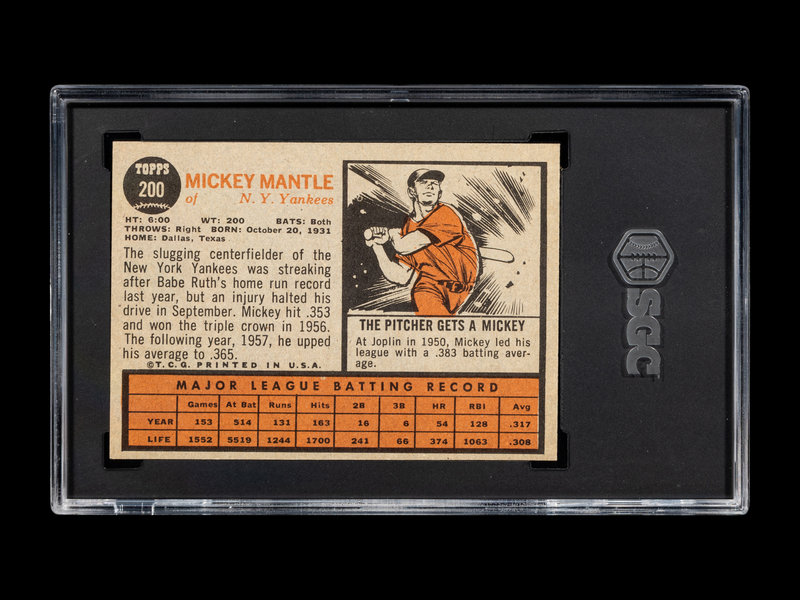 TOPPS
200
MICKEY MANTLE
of N. Y. Yankees
HT: 6:00 WT: 200 BATS: Both
THROWS: Right BORN: October 20, 1931
HOME: Dallas, Texas
The slugging centerfielder of the
New York Yankees was streaking
after Babe Ruth's home run record
last year, but an injury halted his
drive in September. Mickey hit .353
and won the triple crown in 1956.
The following year, 1957, he upped
his average to .365.
©T.C.G. PRINTED IN U.S.A.
THE PITCHER GETS A MICKEY
At Joplin in 1950, Mickey led his
league with a .383 batting aver-
age.
MAJOR LEAGUE BATTING RECORD
Games At Bat Runs Hits 2B 3B HR RBI Avg
YEAR 153 514 131 163 16 6 54 128 .317
LIFE 1552 5519 1244 1700 241 66 374 1063 .308
SGC